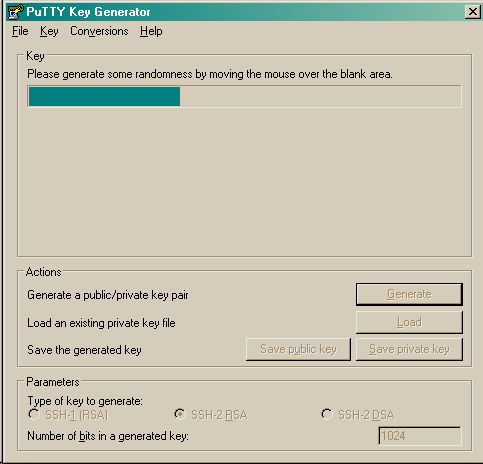 PuTTY Key Generator
File Key Conversions Help
Key
Please generate some randomness by moving the mouse over the blank area.
Actions
Generate a public/private key pair
Generate
Load an existing private key file
Load
Save the generated key
Save public key
Save private key
Parameters
Type of key to generate:
SSH-1 (RSA)
SSH-2 RSA
SSH-2 DSA
Number of bits in a generated key:
1024